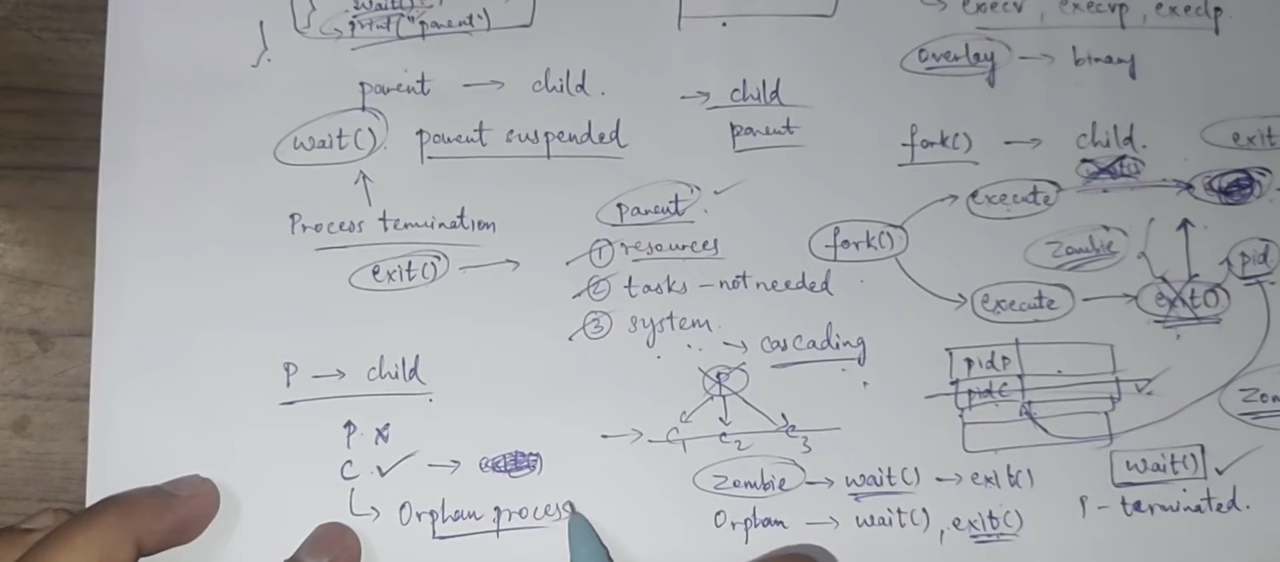 wait();
print("parent")
}.
parent → child.
wait() parent suspended
→ child
parent
Process termination
exit() →
parent. ✓
① resources
② tasks - not needed
③ system.
→ cascading
P
C1 C2 C3
P → child
P. ×
C. ✓ →
↳ Orphan process
Zombie → wait() → exit()
Orphan → wait(), exit()
→ execv, execvp, execlp.
overlay → binary
fork() → child.
exit
fork()
execute
execute → exit()
Zombie
pid
pidP
pidC ✓
Zom
wait() ✓
P - terminated.